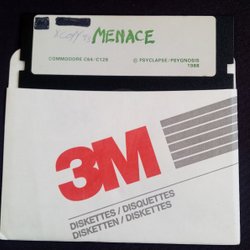 MENACE
COMMODORE C64/C128
© PSYCLAPSE/PSYGNOSIS
1988
3M
DISKETTES / DISQUETTES
DISKETTEN / DISKETTES